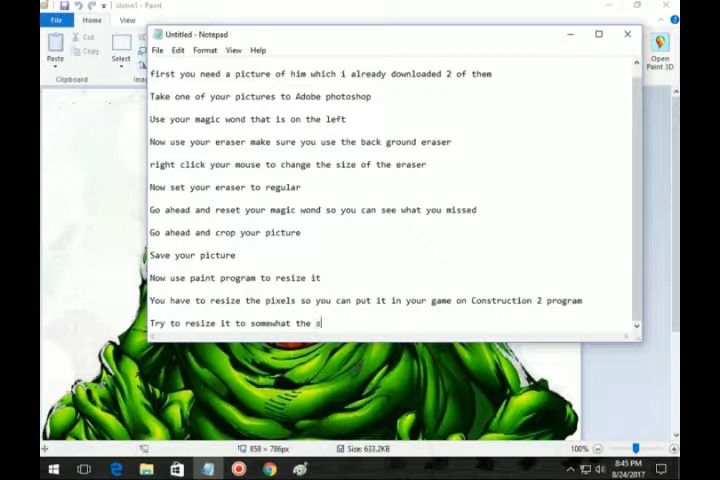 slimer1 - Paint
File Home View
Paste
Cut
Copy
Clipboard
Select
Open
Paint 3D
Untitled - Notepad
File Edit Format View Help
first you need a picture of him which i already downloaded 2 of them
Take one of your pictures to Adobe photoshop
Use your magic wond that is on the left
Now use your eraser make sure you use the back ground eraser
right click your mouse to change the size of the eraser
Now set your eraser to regular
Go ahead and reset your magic wond so you can see what you missed
Go ahead and crop your picture
Save your picture
Now use paint program to resize it
You have to resize the pixels so you can put it in your game on Construction 2 program
Try to resize it to somewhat the
858 × 786px
Size: 633.2KB
100%
8:45 PM
8/24/2017